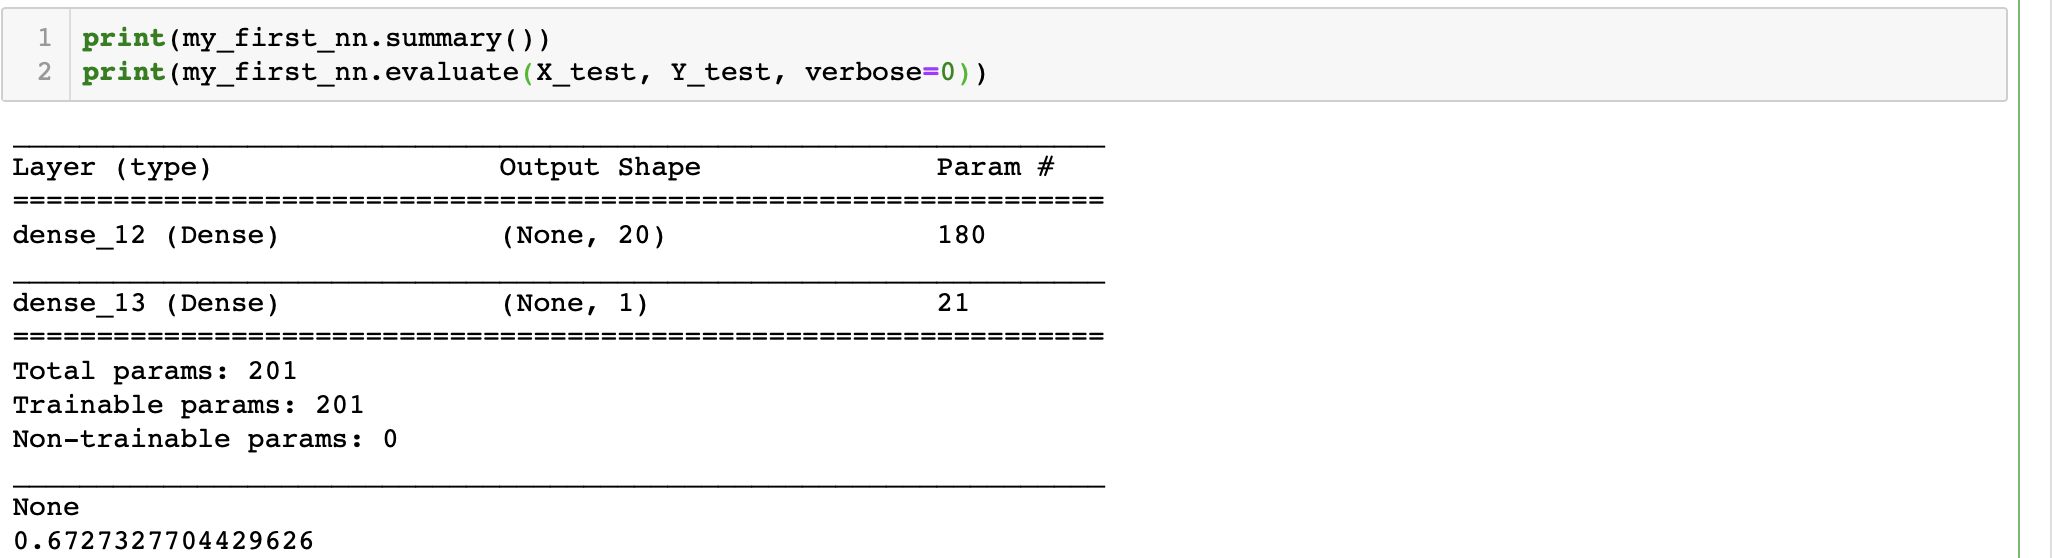 1 print(my_first_nn.summary())
2 print(my_first_nn.evaluate(X_test, Y_test, verbose=0))
_________________________________________________________________
Layer (type)                 Output Shape              Param #
=================================================================
dense_12 (Dense)             (None, 20)                180
_________________________________________________________________
dense_13 (Dense)             (None, 1)                 21
=================================================================
Total params: 201
Trainable params: 201
Non-trainable params: 0
_________________________________________________________________
None
0.6727327704429626